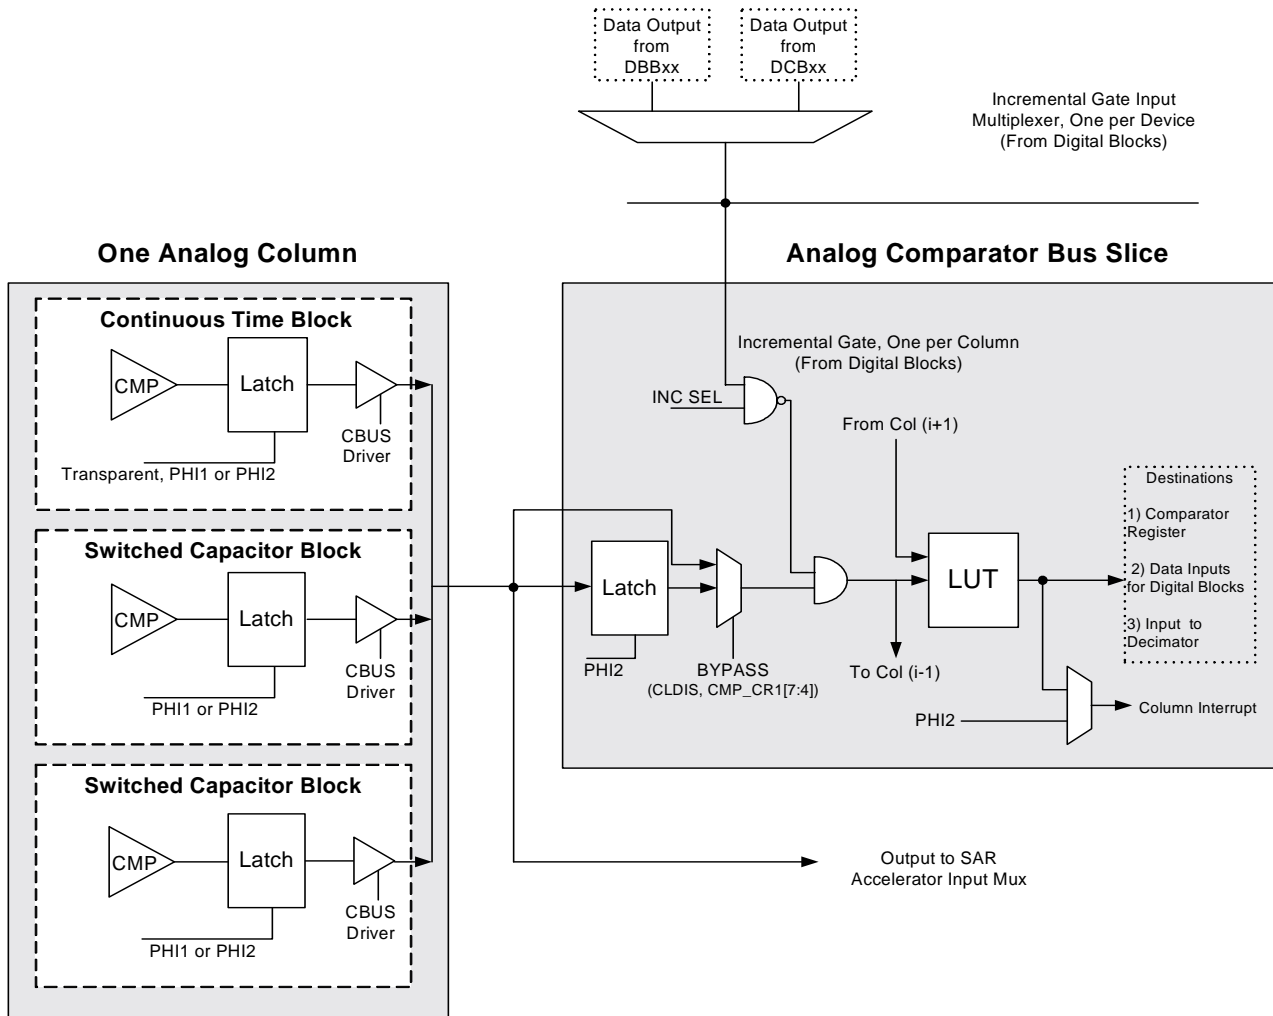 Data Output
from
DBBxx
Data Output
from
DCBxx
Incremental Gate Input
Multiplexer, One per Device
(From Digital Blocks)
One Analog Column
Analog Comparator Bus Slice
Continuous Time Block
CMP
Latch
CBUS
Driver
Transparent, PHI1 or PHI2
Switched Capacitor Block
CMP
Latch
CBUS
Driver
PHI1 or PHI2
Switched Capacitor Block
CMP
Latch
CBUS
Driver
PHI1 or PHI2
Incremental Gate, One per Column
(From Digital Blocks)
INC SEL
From Col (i+1)
Latch
PHI2
BYPASS
(CLDIS, CMP_CR1[7:4])
To Col (i-1)
LUT
Destinations
1) Comparator
Register
2) Data Inputs
for Digital Blocks
3) Input to
Decimator
PHI2
Column Interrupt
Output to SAR
Accelerator Input Mux